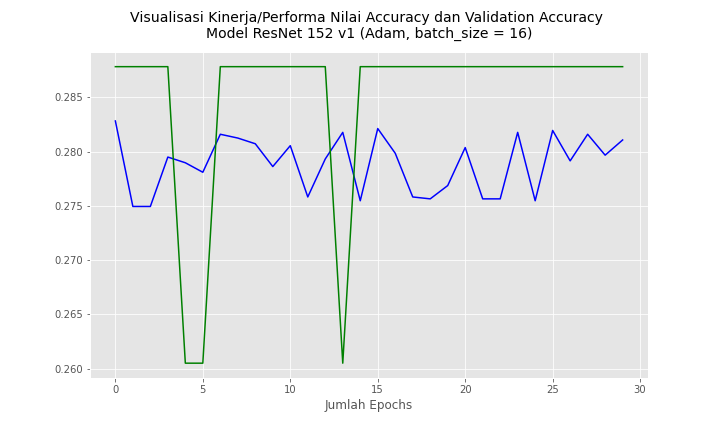 Visualisasi Kinerja/Performa Nilai Accuracy dan Validation Accuracy
Model ResNet 152 v1 (Adam, batch_size = 16)
0.285
0.280
0.275
0.270
0.265
0.260
0 5 10 15 20 25 30
Jumlah Epochs